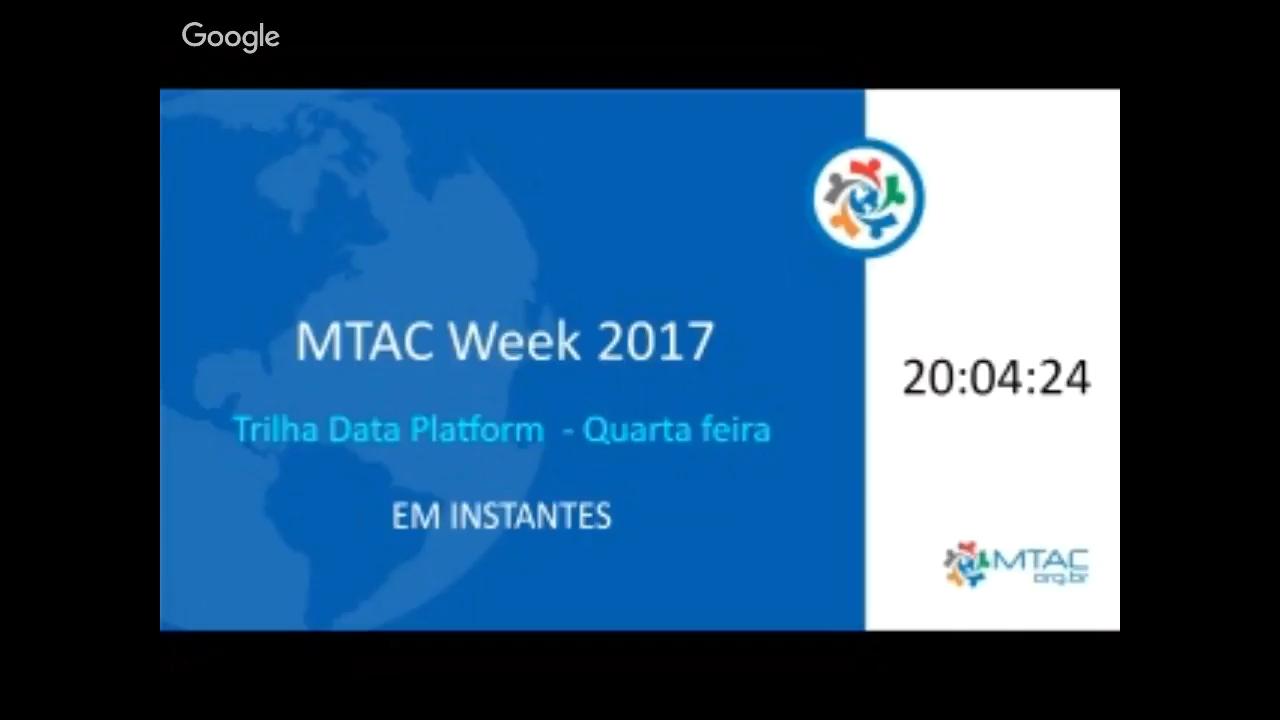 Google
MTAC Week 2017
20:04:24
Trilha Data Platform - Quarta feira
EM INSTANTES
MTAC
org.br